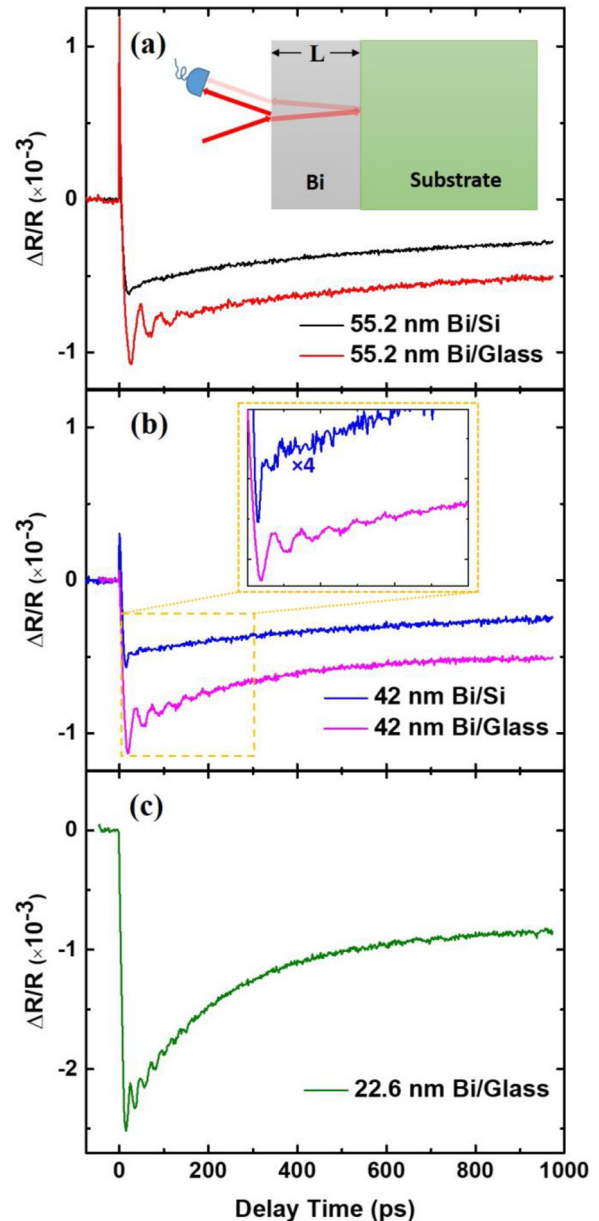 (a)
L
Bi
Substrate
1
0
-1
ΔR/R (×10⁻³)
55.2 nm Bi/Si
55.2 nm Bi/Glass
(b)
×4
1
0
-1
ΔR/R (×10⁻³)
42 nm Bi/Si
42 nm Bi/Glass
(c)
0
-1
-2
ΔR/R (×10⁻³)
22.6 nm Bi/Glass
0 200 400 600 800 1000
Delay Time (ps)